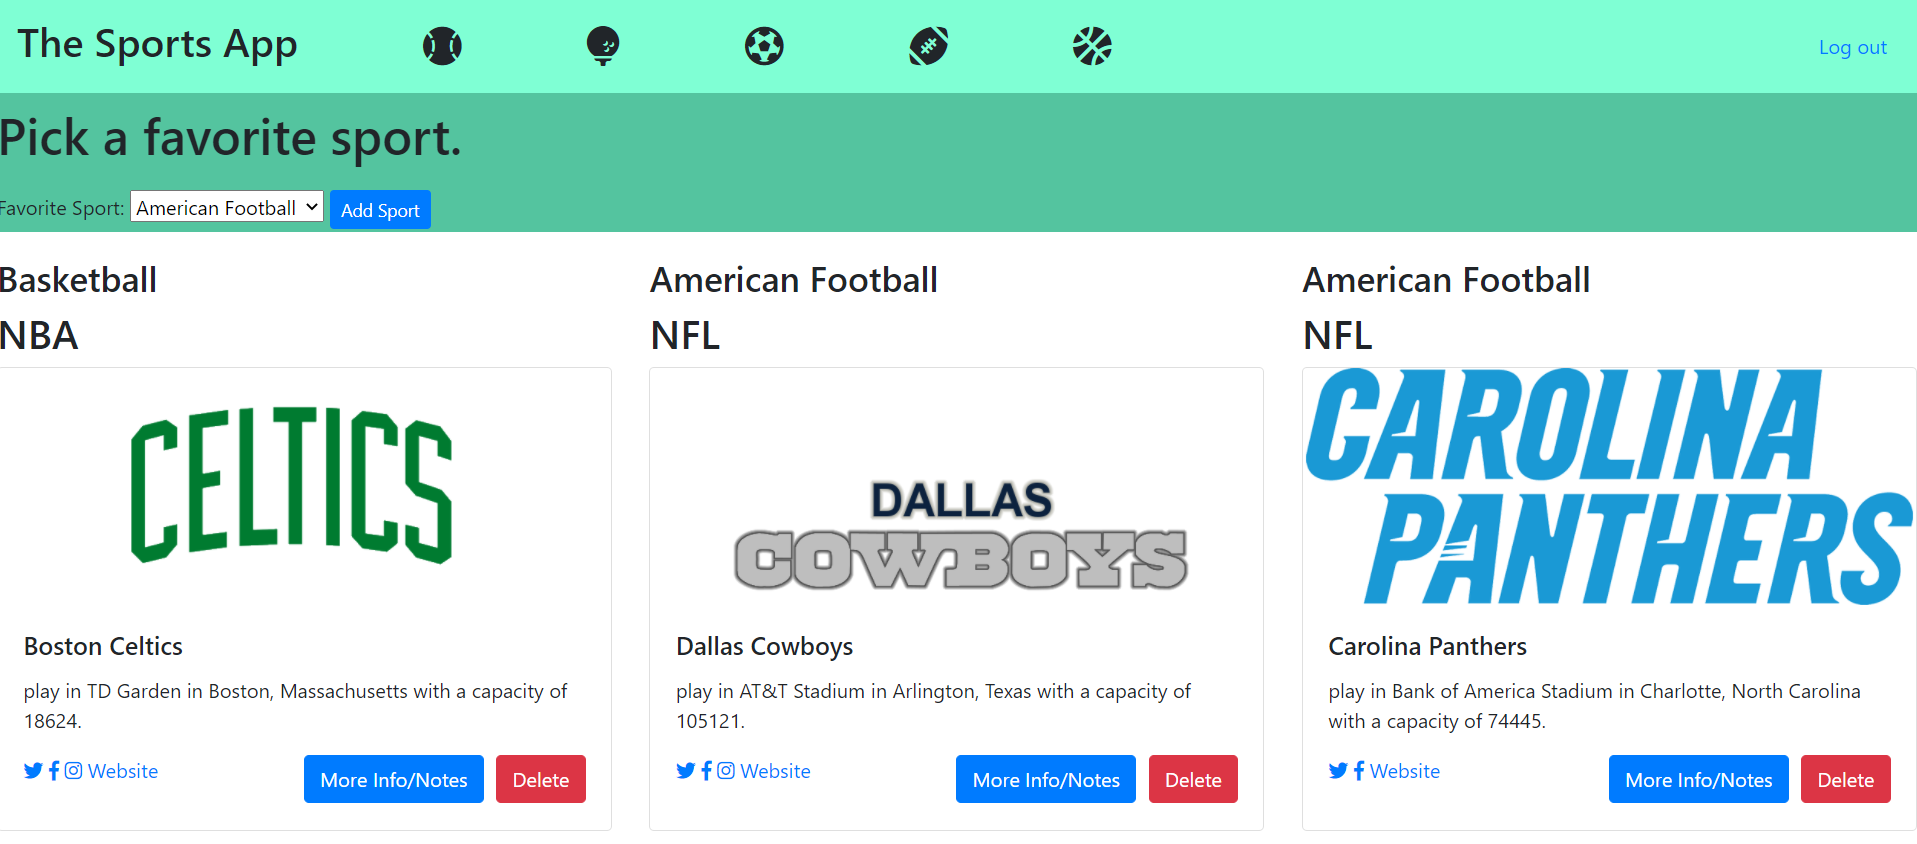 The Sports App
Log out
Pick a favorite sport.
Favorite Sport: American Football Add Sport
Basketball
NBA
CELTICS
Boston Celtics
play in TD Garden in Boston, Massachusetts with a capacity of
18624.
Website More Info/Notes Delete
American Football
NFL
DALLAS
COWBOYS
Dallas Cowboys
play in AT&T Stadium in Arlington, Texas with a capacity of
105121.
Website More Info/Notes Delete
American Football
NFL
CAROLINA
PANTHERS
Carolina Panthers
play in Bank of America Stadium in Charlotte, North Carolina
with a capacity of 74445.
Website More Info/Notes Delete